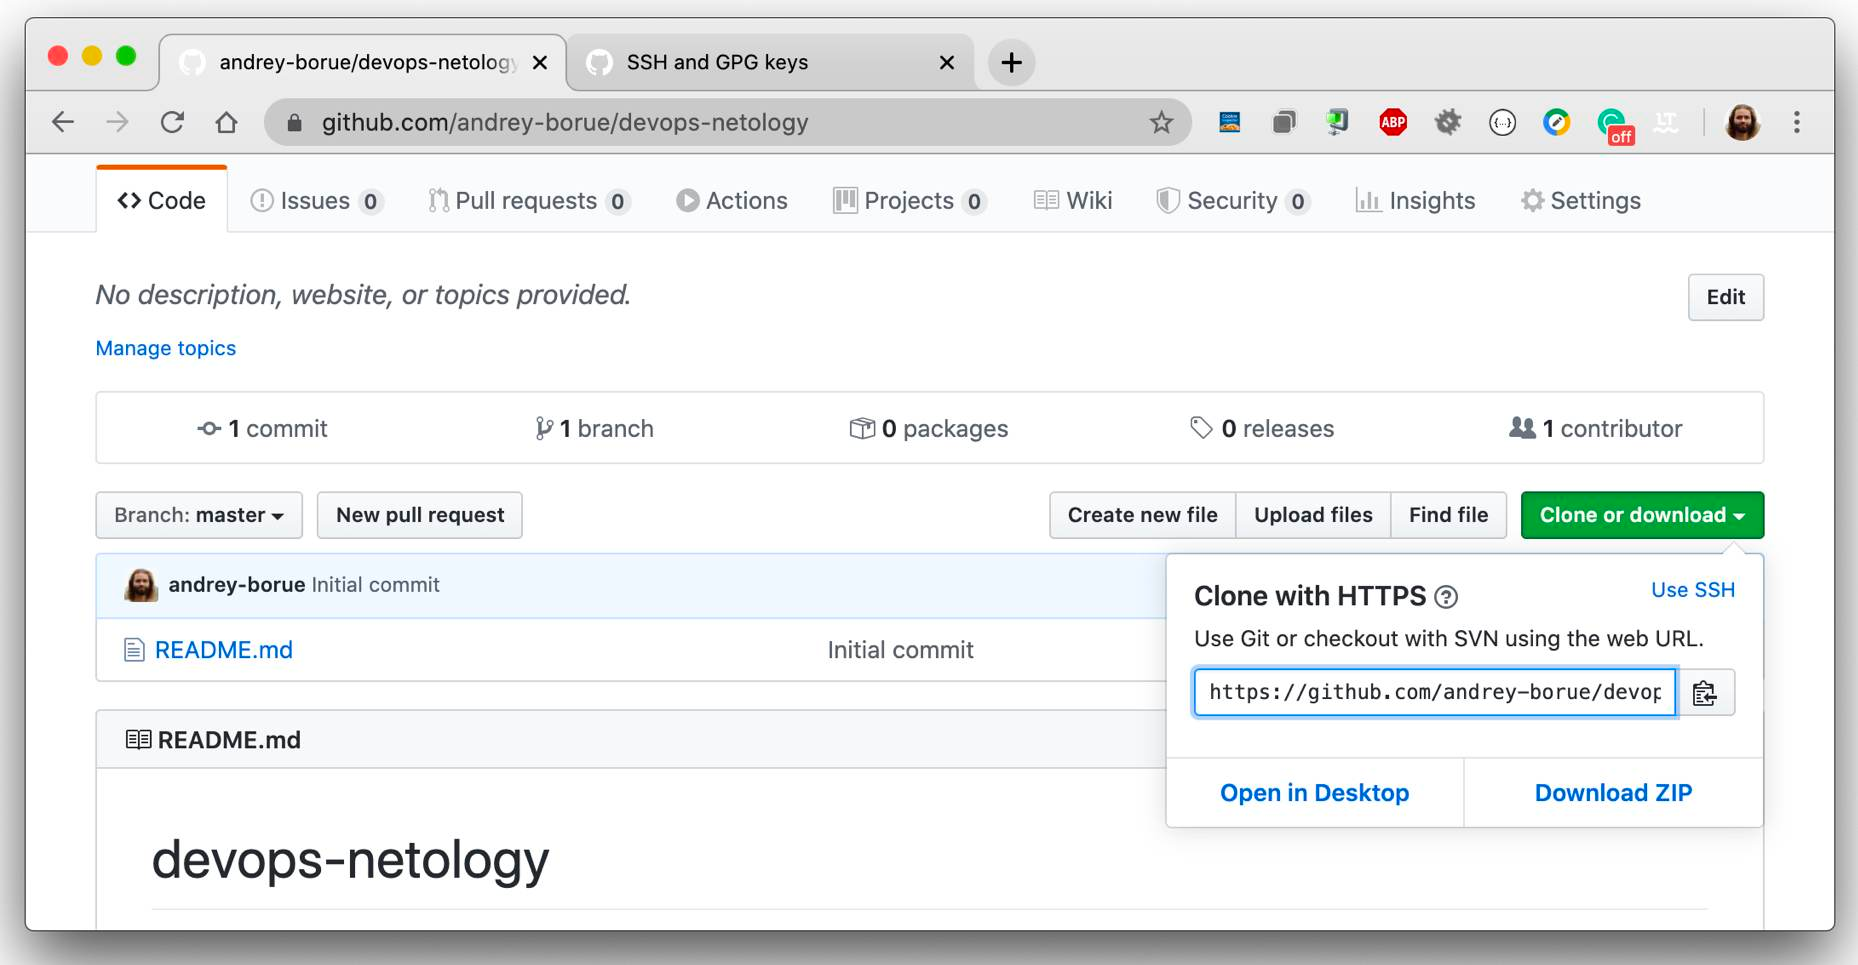 andrey-borue/devops-netology
SSH and GPG keys
github.com/andrey-borue/devops-netology
ABP
{...}
off
LT
Code
Issues 0
Pull requests 0
Actions
Projects 0
Wiki
Security 0
Insights
Settings
No description, website, or topics provided.
Edit
Manage topics
1 commit
1 branch
0 packages
0 releases
1 contributor
Branch: master
New pull request
Create new file
Upload files
Find file
Clone or download
andrey-borue Initial commit
README.md
Initial commit
Clone with HTTPS ?
Use SSH
Use Git or checkout with SVN using the web URL.
https://github.com/andrey-borue/devop
Open in Desktop
Download ZIP
README.md
devops-netology